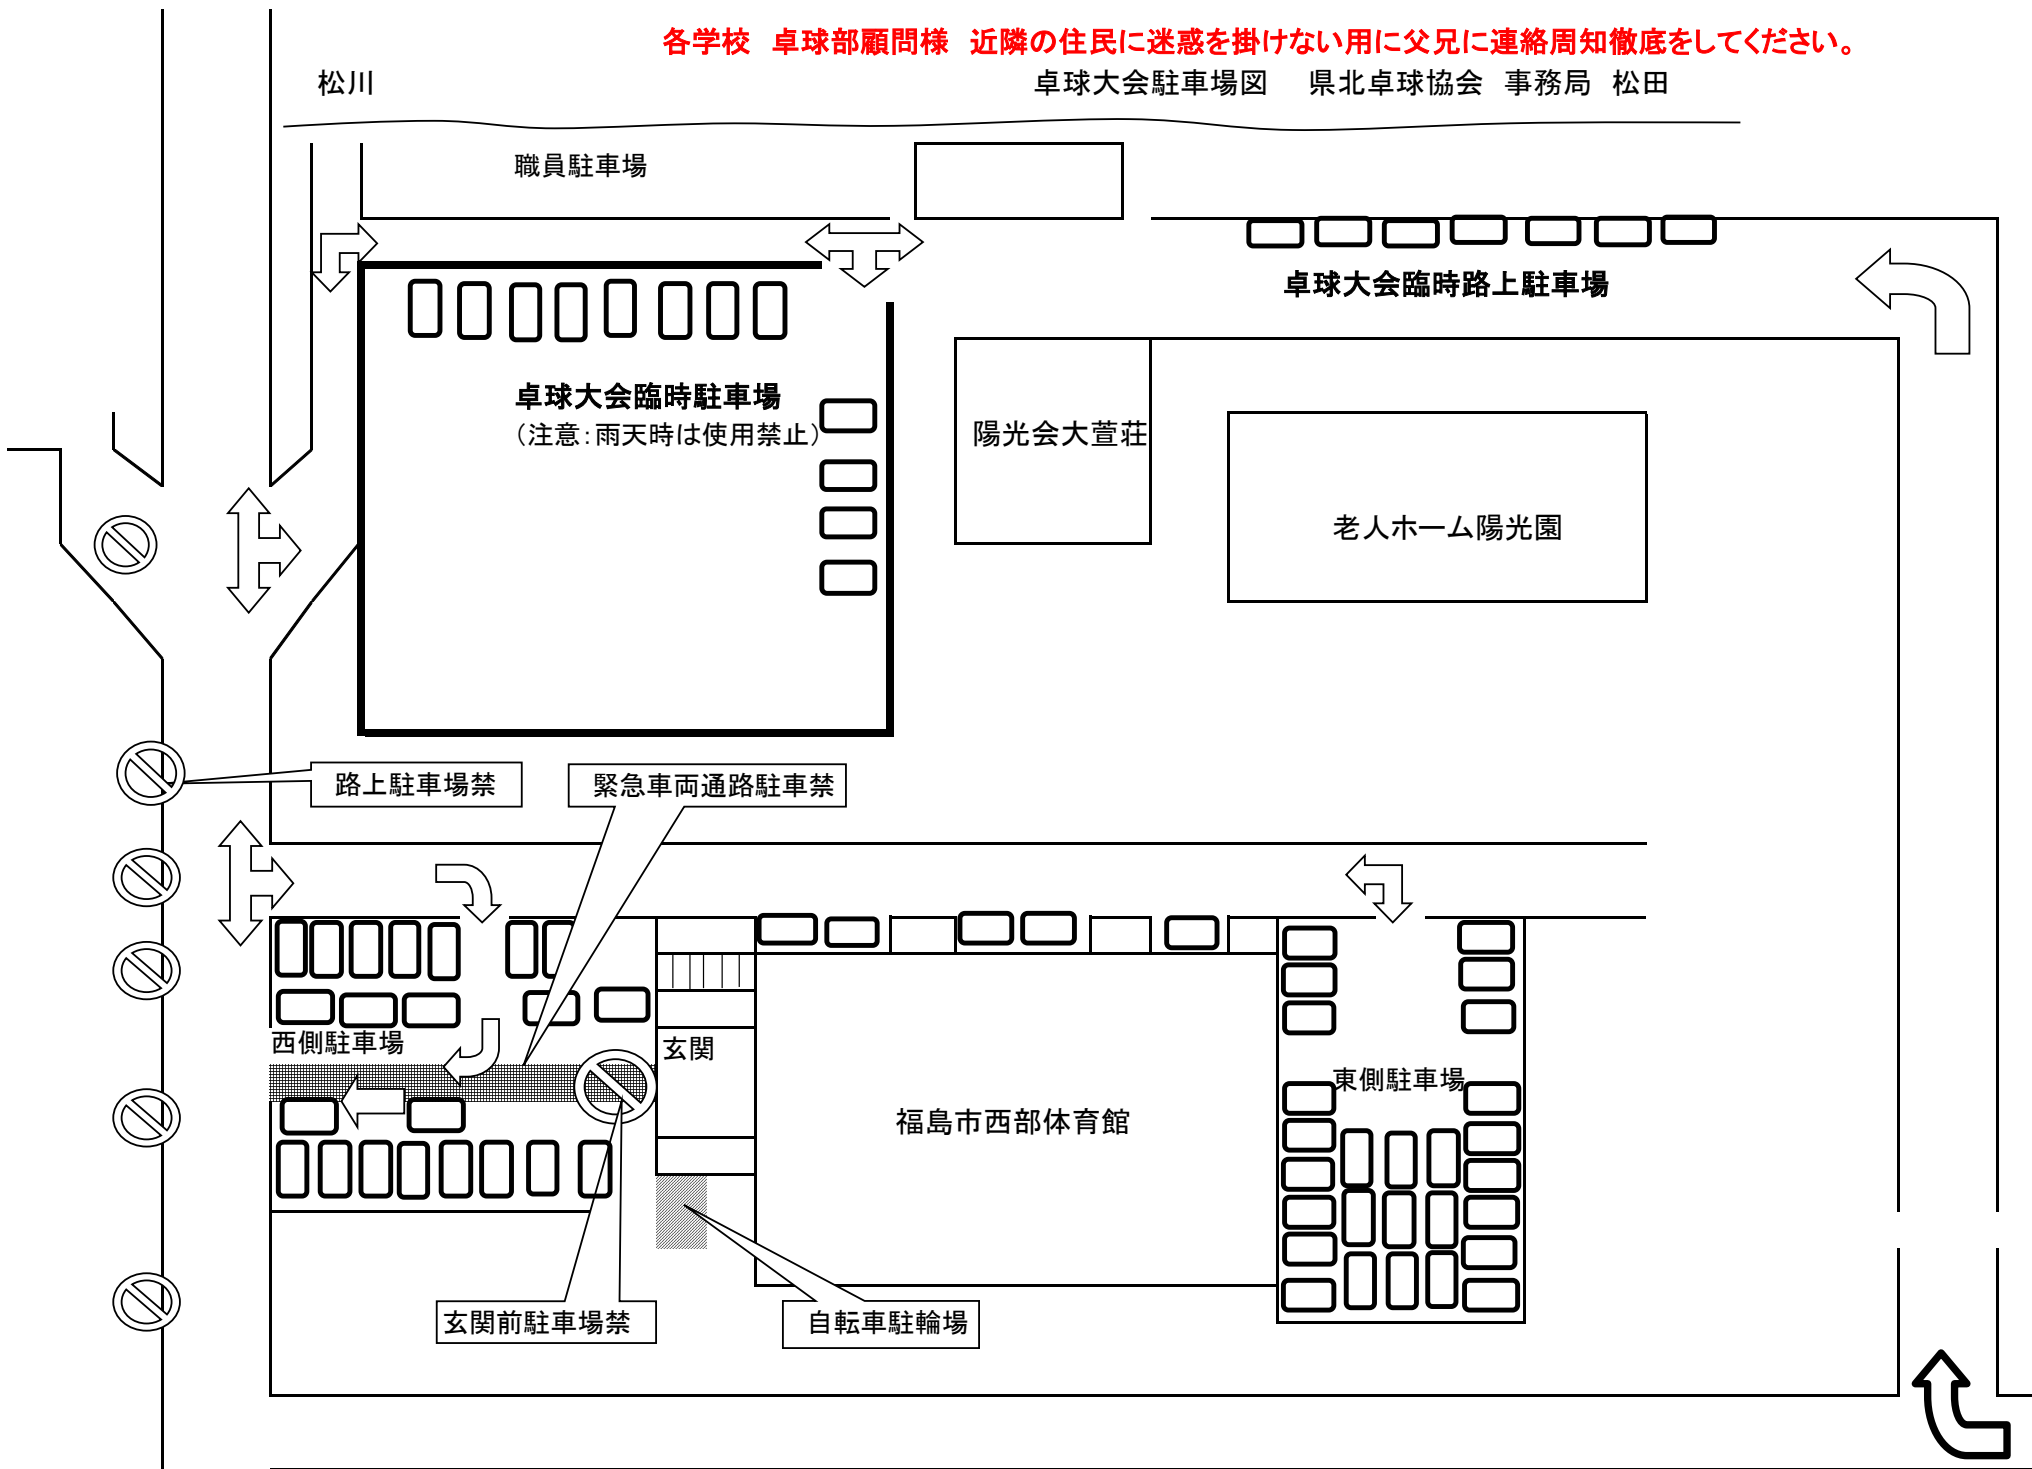 各学校　卓球部顧問様　近隣の住民に迷惑を掛けない用に父兄に連絡周知徹底をしてください。
松川
卓球大会駐車場図　県北卓球協会　事務局　松田
職員駐車場
卓球大会臨時路上駐車場
卓球大会臨時駐車場
（注意：雨天時は使用禁止）
陽光会大萱荘
老人ホーム陽光園
路上駐車場禁
緊急車両通路駐車禁
西側駐車場
玄関
東側駐車場
福島市西部体育館
玄関前駐車場禁
自転車駐輪場